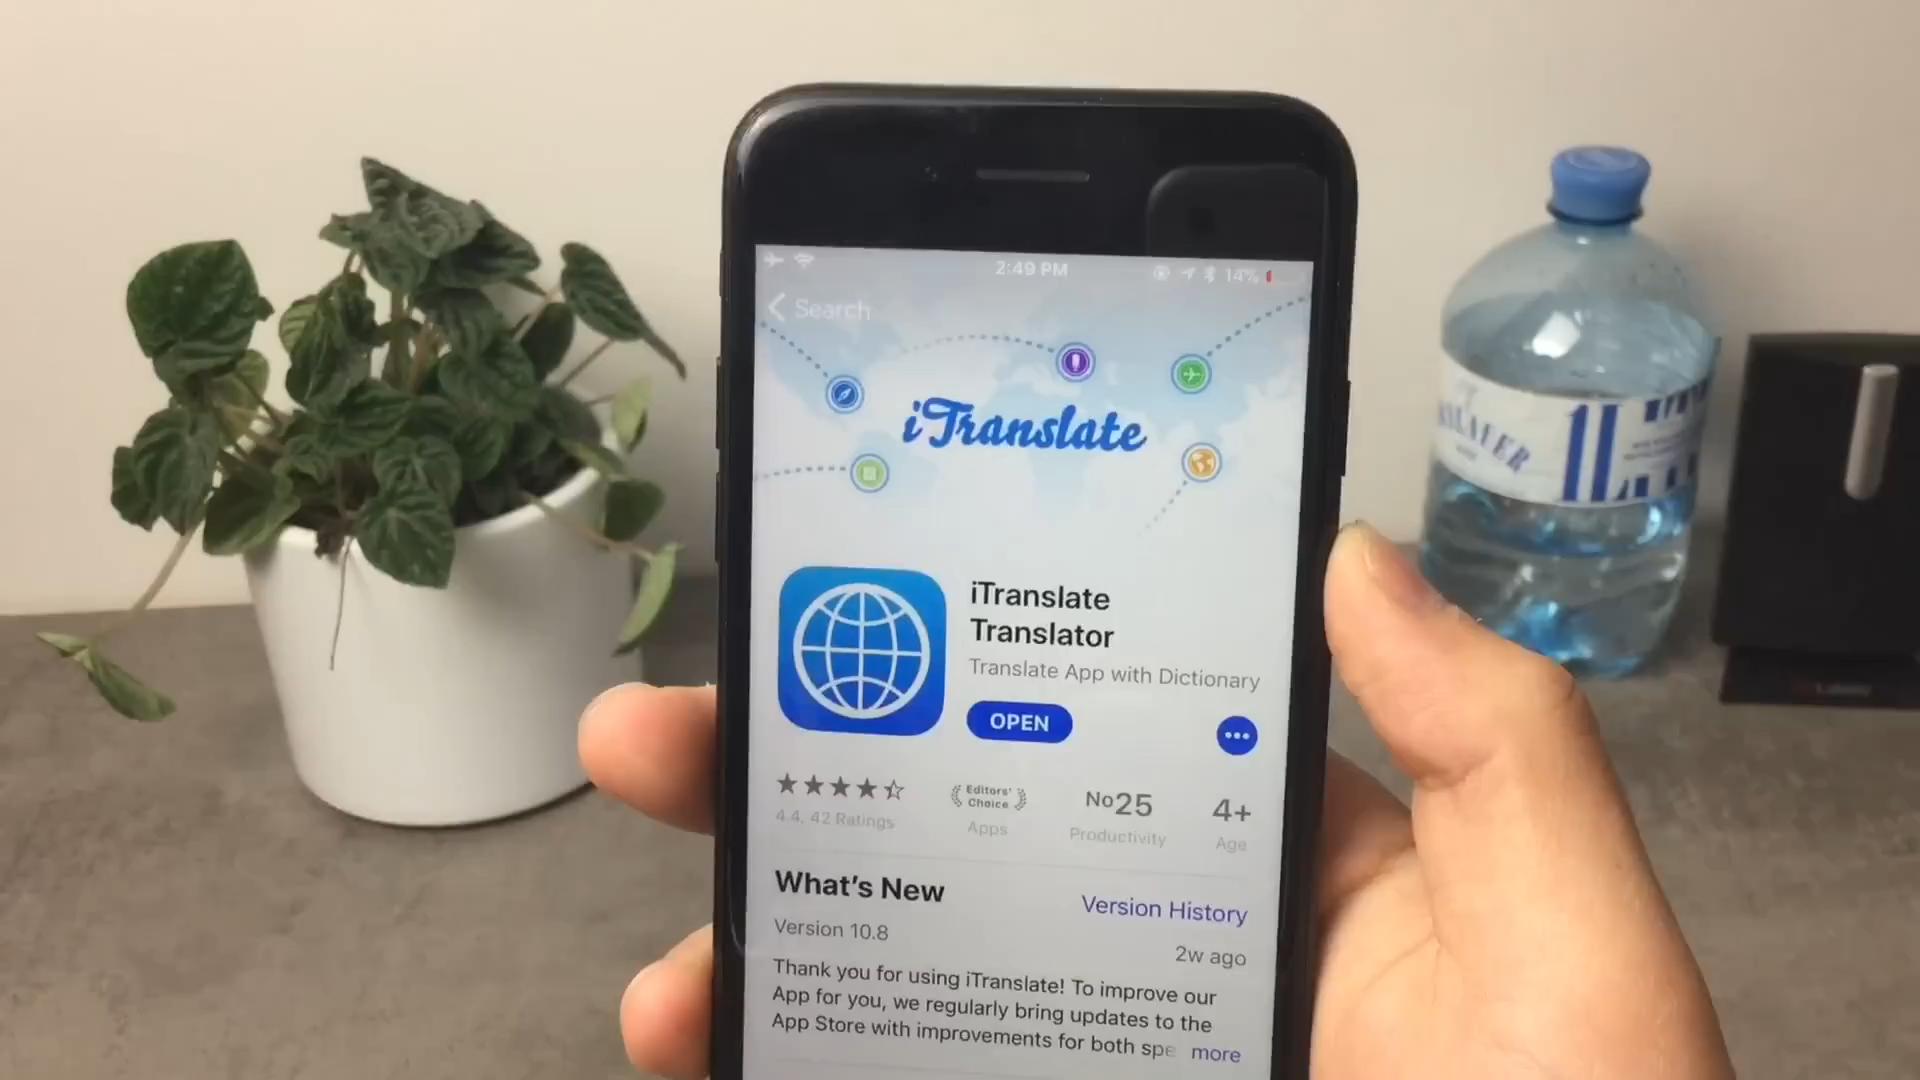 2:49 PM
14%
Search
iTranslate
iTranslate
Translator
Translate App with Dictionary
OPEN
4.4, 42 Ratings
Editors'
Choice
Apps
No25
Productivity
4+
Age
What's New
Version History
Version 10.8
2w ago
Thank you for using iTranslate! To improve our
App for you, we regularly bring updates to the
App Store with improvements for both spe more
1L